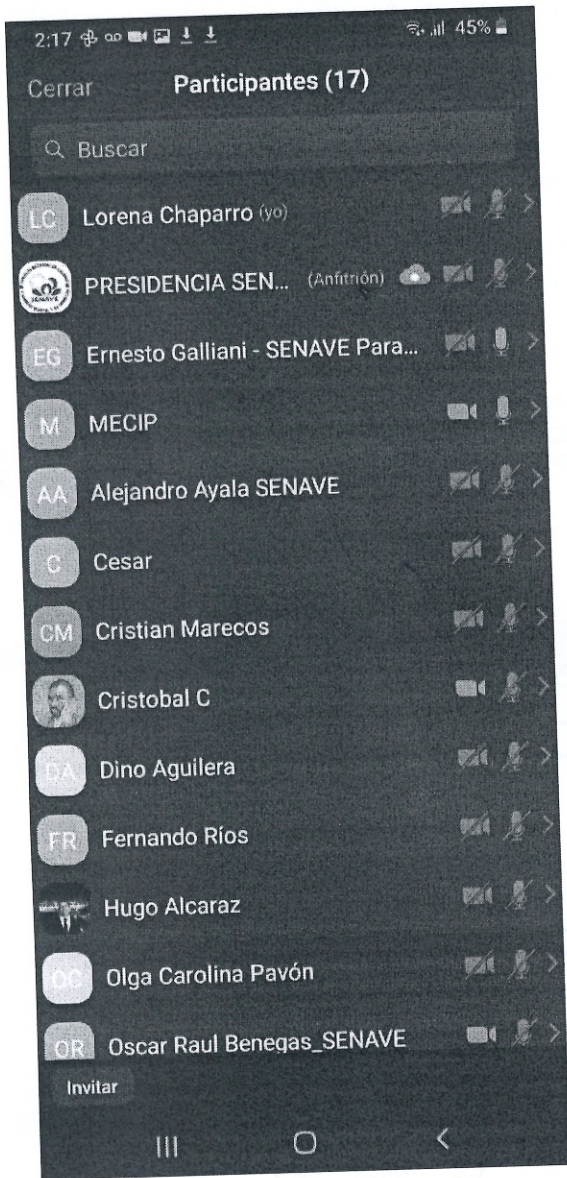 2:17 45%
Cerrar Participantes (17)
Buscar
LC Lorena Chaparro (yo)
SENAVE PRESIDENCIA SEN... (Anfitrión)
EG Ernesto Galliani - SENAVE Para...
M MECIP
AA Alejandro Ayala SENAVE
C Cesar
CM Cristian Marecos
Cristobal C
DA Dino Aguilera
FR Fernando Ríos
Hugo Alcaraz
OC Olga Carolina Pavón
OR Oscar Raul Benegas_SENAVE
Invitar